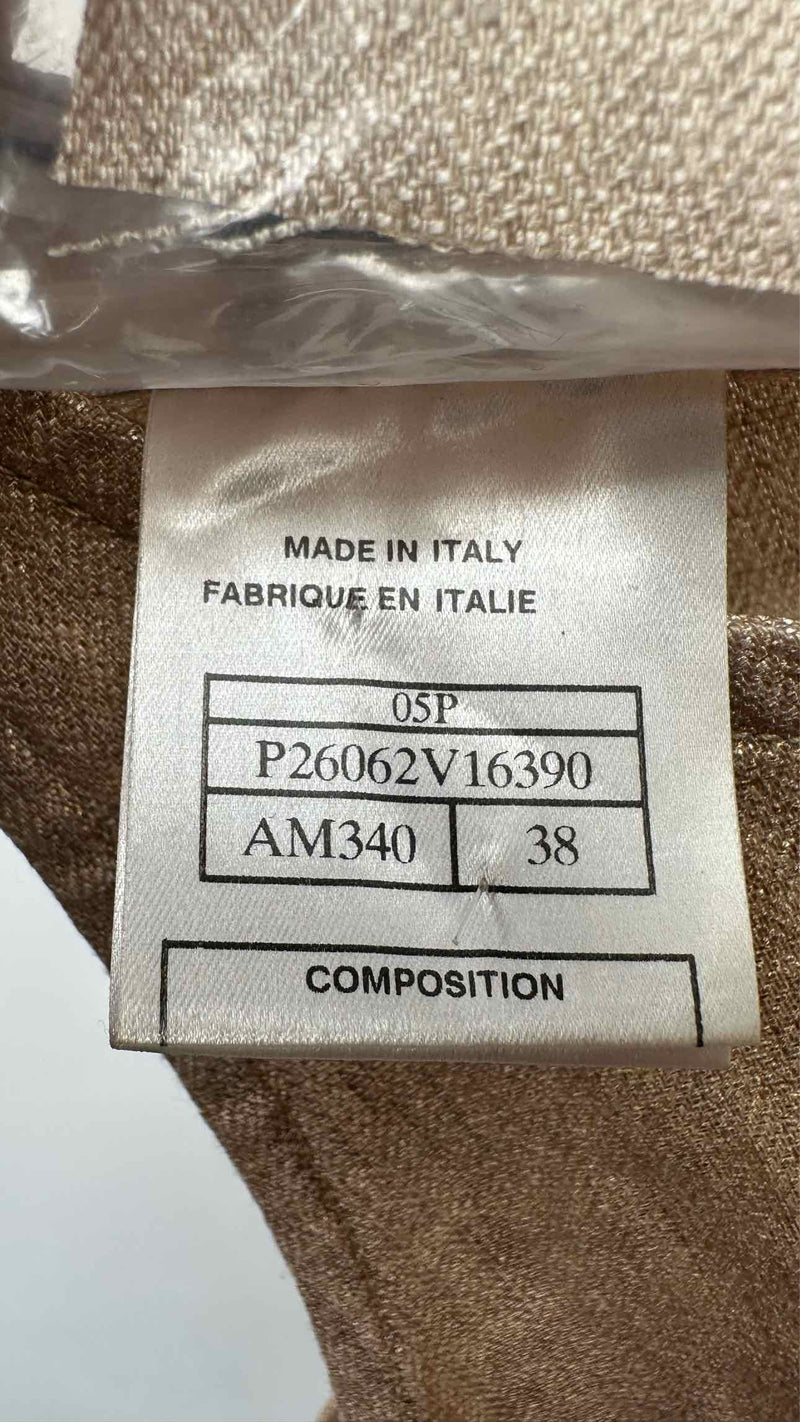 MADE IN ITALY
FABRIQUE EN ITALIE
05P
P26062V16390
AM340 38
COMPOSITION